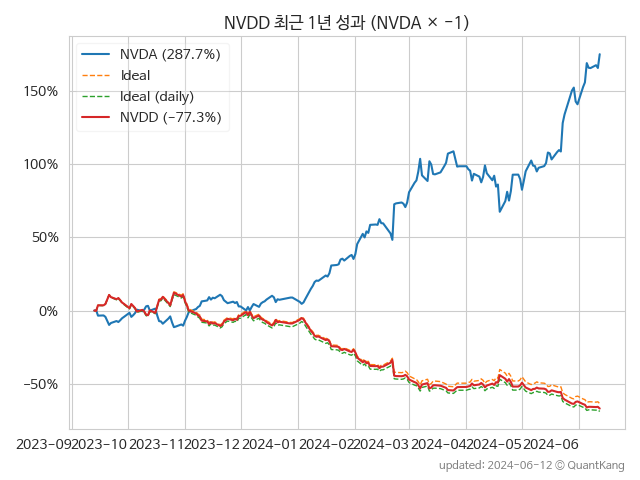 NVDD 최근 1년 성과 (NVDA × −1)
NVDA (287.7%)
Ideal
Ideal (daily)
NVDD (−77.3%)
150%
100%
50%
0%
−50%
2023−09 2023−10 2023−11 2023−12 2024−01 2024−02 2024−03 2024−04 2024−05 2024−06
updated: 2024-06-12 © QuantKang